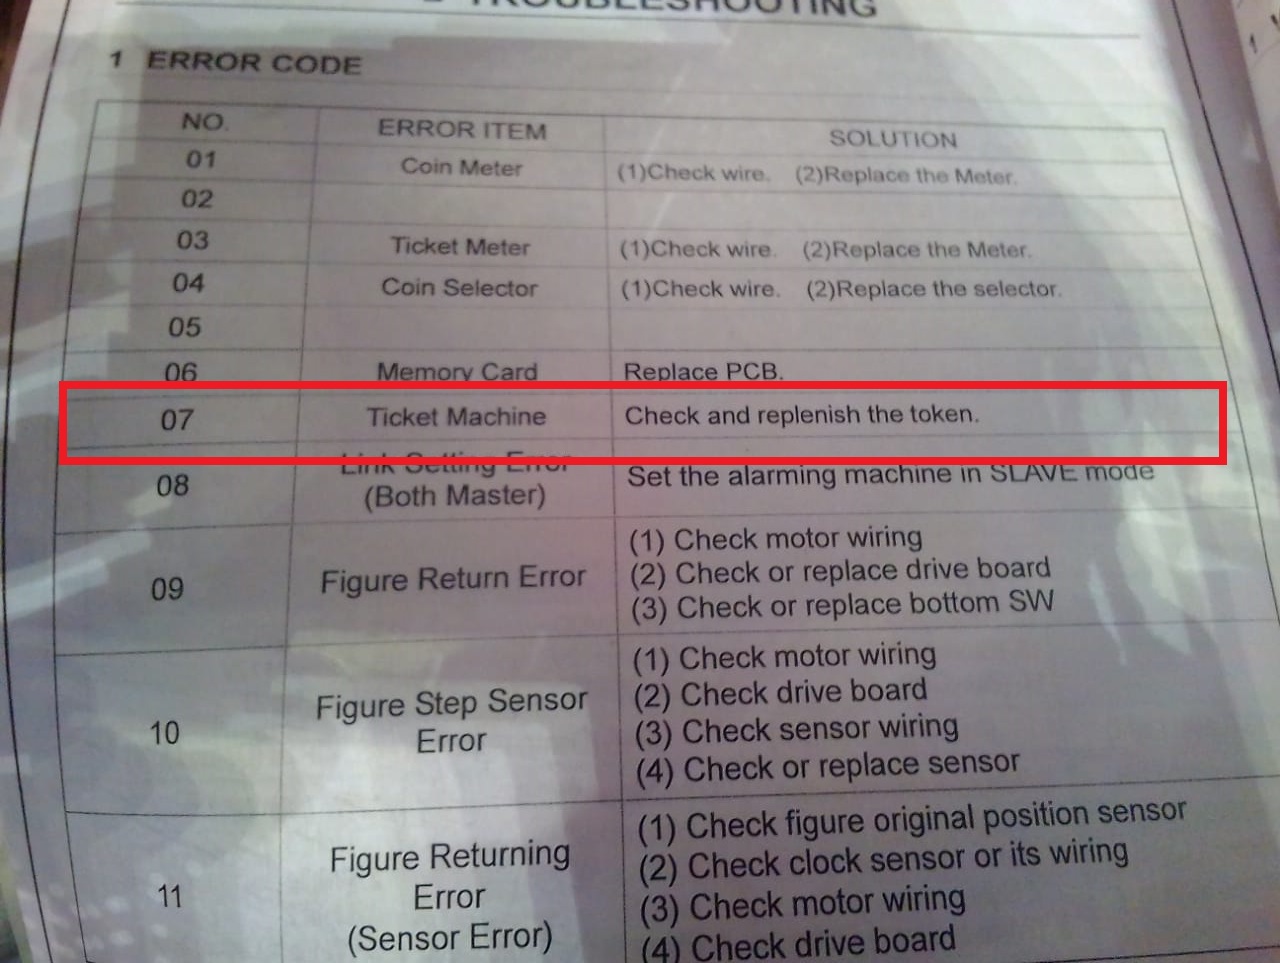 TROUBLESHOOTING
1 ERROR CODE
NO. ERROR ITEM SOLUTION
01 Coin Meter (1)Check wire. (2)Replace the Meter.
02
03 Ticket Meter (1)Check wire. (2)Replace the Meter.
04 Coin Selector (1)Check wire. (2)Replace the selector.
05
06 Memory Card Replace PCB.
07 Ticket Machine Check and replenish the token.
08 Link Setting Error
(Both Master) Set the alarming machine in SLAVE mode
09 Figure Return Error (1) Check motor wiring
(2) Check or replace drive board
(3) Check or replace bottom SW
10 Figure Step Sensor
Error (1) Check motor wiring
(2) Check drive board
(3) Check sensor wiring
(4) Check or replace sensor
11 Figure Returning
Error
(Sensor Error) (1) Check figure original position sensor
(2) Check clock sensor or its wiring
(3) Check motor wiring
(4) Check drive board